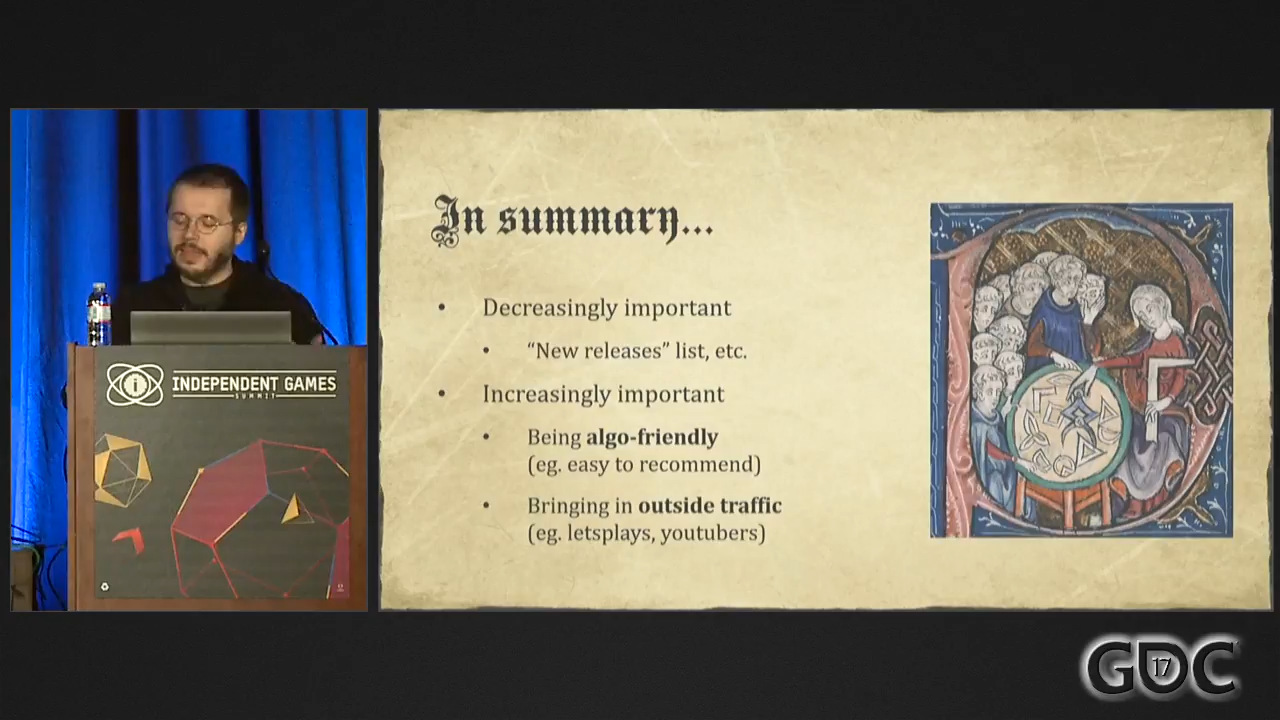 In summary...
• Decreasingly important
• “New releases” list, etc.
• Increasingly important
• Being algo-friendly
(eg. easy to recommend)
• Bringing in outside traffic
(eg. letsplays, youtubers)
i INDEPENDENT GAMES
SUMMIT
GDC
17